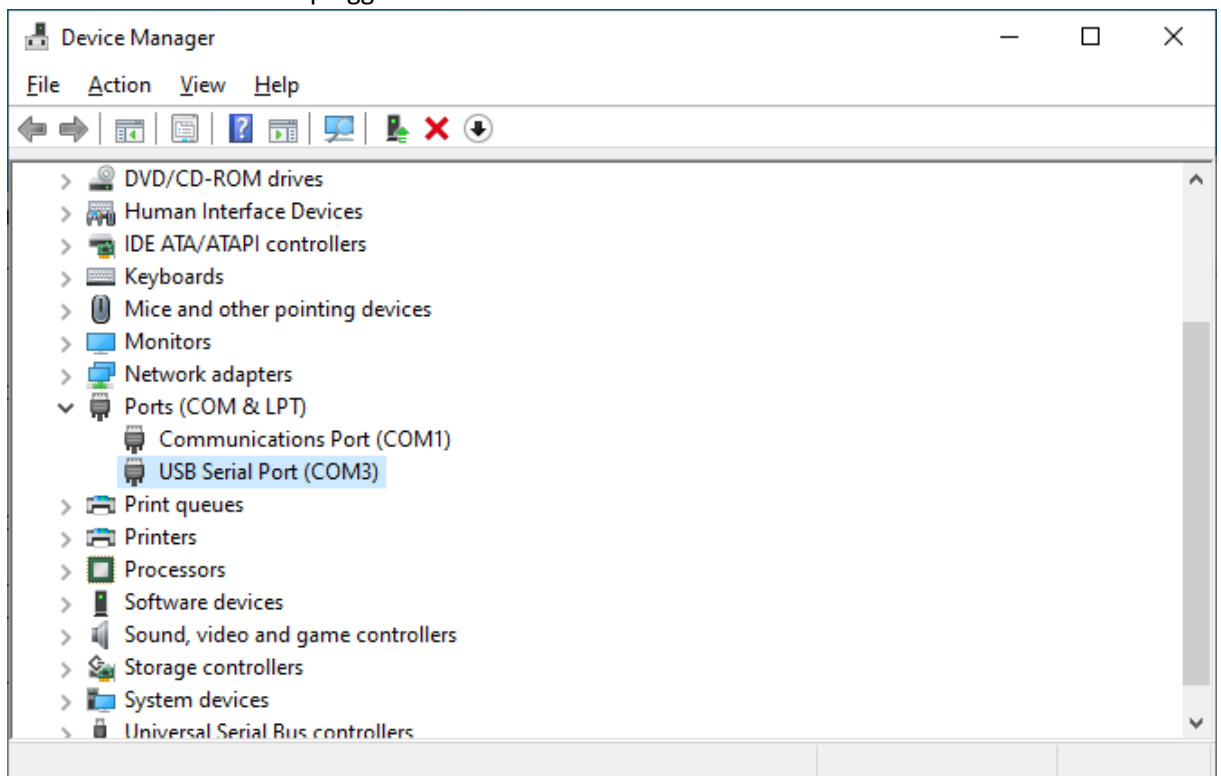 Device Manager
File Action View Help
DVD/CD-ROM drives
Human Interface Devices
IDE ATA/ATAPI controllers
Keyboards
Mice and other pointing devices
Monitors
Network adapters
Ports (COM & LPT)
Communications Port (COM1)
USB Serial Port (COM3)
Print queues
Printers
Processors
Software devices
Sound, video and game controllers
Storage controllers
System devices
Universal Serial Bus controllers